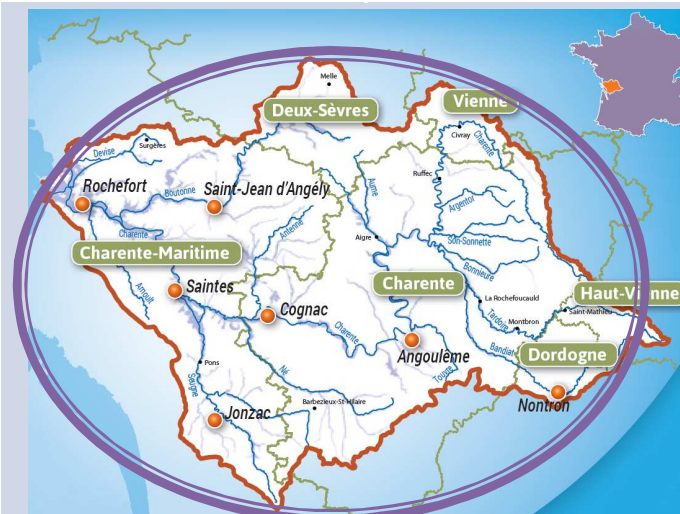 Melle
Deux-Sèvres
Vienne
Civray
Charente
Surgères
Devise
Ruffec
Rochefort
Boutonne
Saint-Jean d'Angély
Aume
Argentor
Charente
Antenne
Aigre
Son-Sonnette
Charente-Maritime
Bonnieure
Arnoult
Saintes
Charente
Haut-Vienne
La Rochefoucauld
Saint-Mathieu
Cognac
Tardoire
Montbron
Charente
Angoulême
Bandiat
Dordogne
Pons
Né
Touvre
Seugne
Barbezieux-St-Hilaire
Nontron
Jonzac